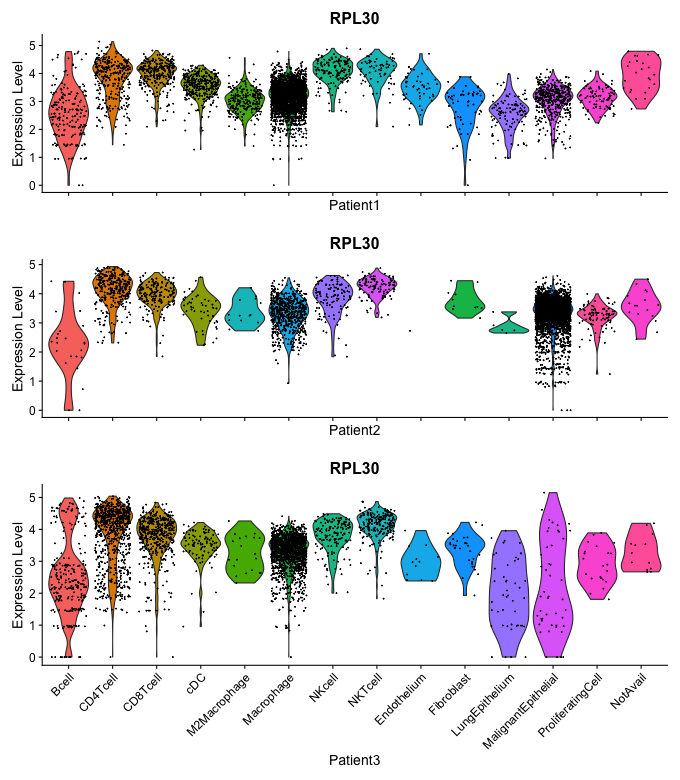 RPL30
5
4
3
2
1
0
Expression Level
Patient1
RPL30
5
4
3
2
1
0
Expression Level
Patient2
RPL30
5
4
3
2
1
0
Expression Level
Bcell
CD4Tcell
CD8Tcell
cDC
M2Macrophage
Macrophage
NKcell
NKTcell
Endothelium
Fibroblast
LungEpithelium
MalignantEpithelial
ProliferatingCell
NotAvail
Patient3